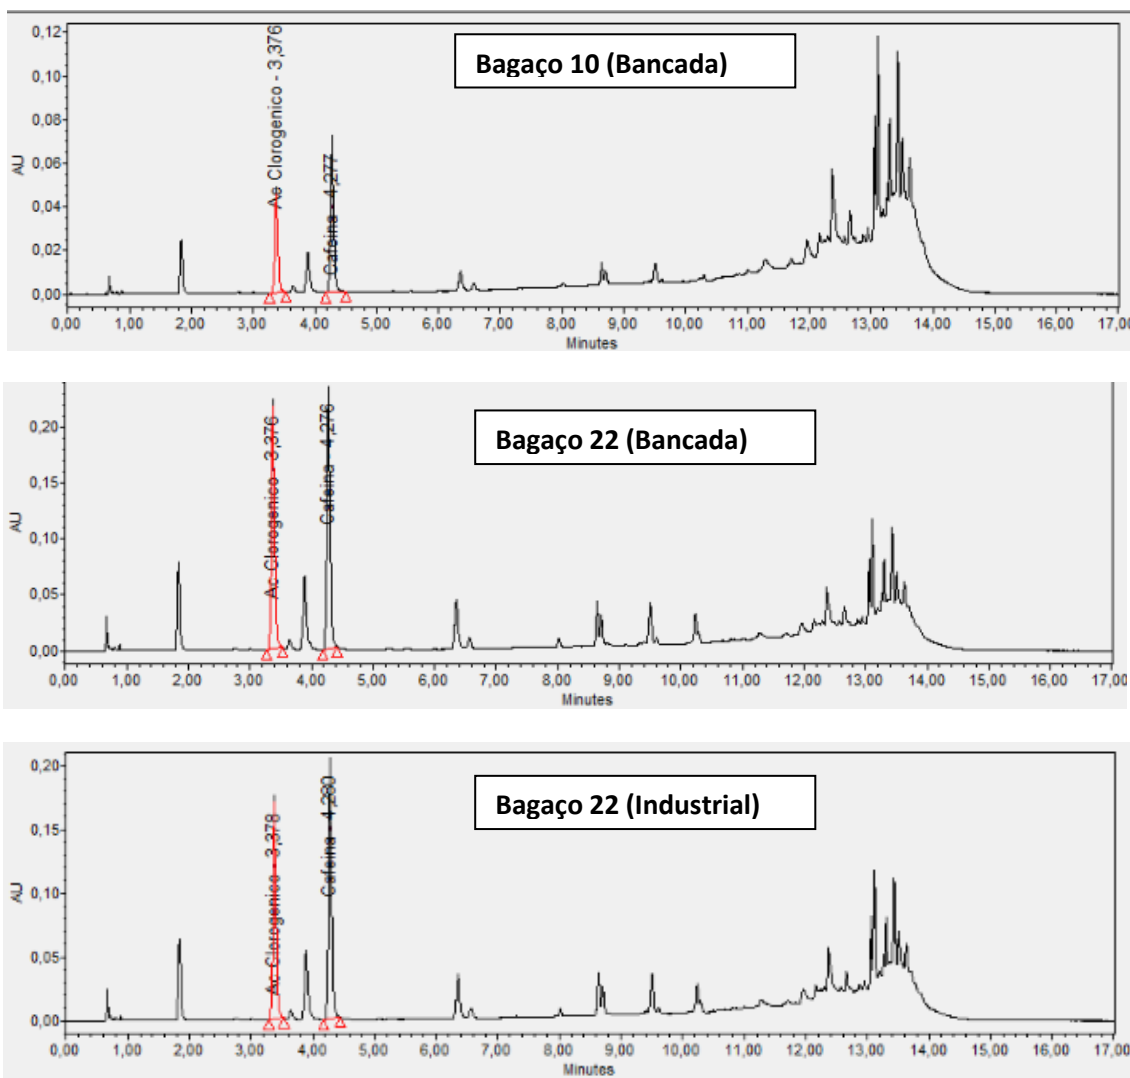 Bagaço 10 (Bancada)
AU
0,12
0,10
0,08
0,06
0,04
0,02
0,00
Ac Clorogenico - 3,376
Cafeina - 4,277
0,00 1,00 2,00 3,00 4,00 5,00 6,00 7,00 8,00 9,00 10,00 11,00 12,00 13,00 14,00 15,00 16,00 17,00
Minutes
Bagaço 22 (Bancada)
AU
0,20
0,15
0,10
0,05
0,00
Ac Clorogenico - 3,376
Cafeina - 4,276
0,00 1,00 2,00 3,00 4,00 5,00 6,00 7,00 8,00 9,00 10,00 11,00 12,00 13,00 14,00 15,00 16,00 17,00
Minutes
Bagaço 22 (Industrial)
AU
0,20
0,15
0,10
0,05
0,00
Ac Clorogenico - 3,378
Cafeina - 4,280
0,00 1,00 2,00 3,00 4,00 5,00 6,00 7,00 8,00 9,00 10,00 11,00 12,00 13,00 14,00 15,00 16,00 17,00
Minutes